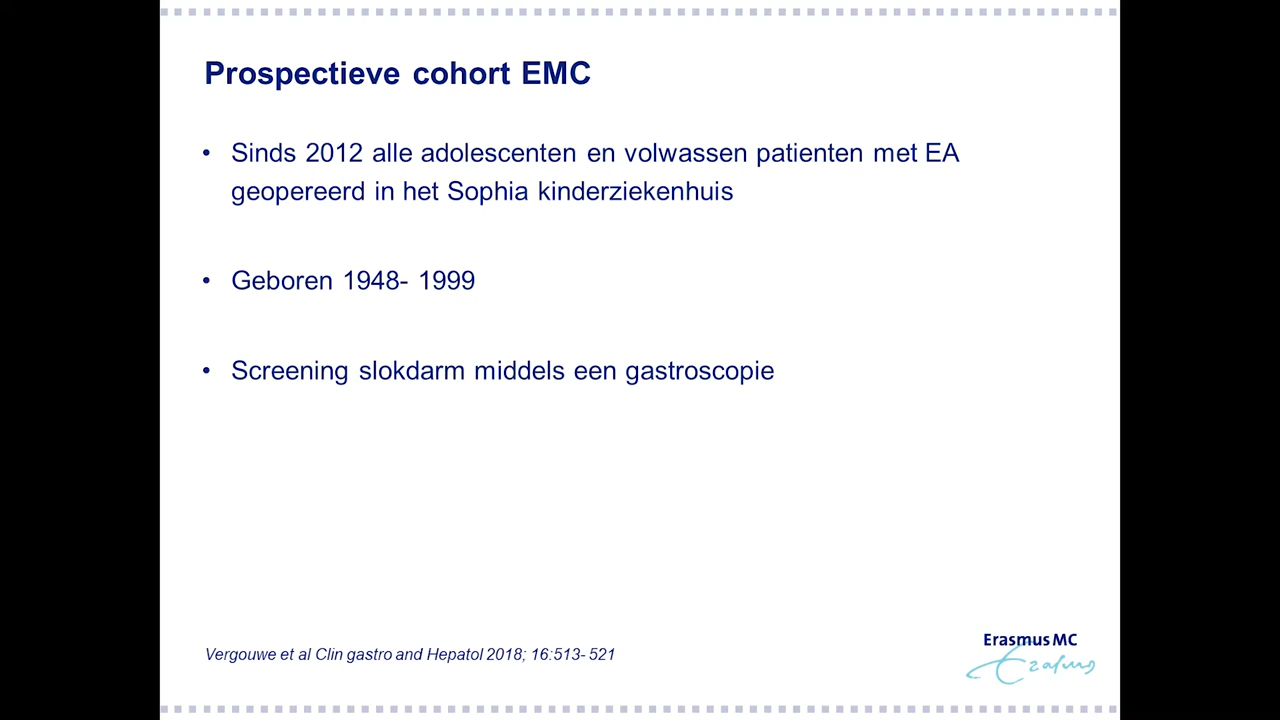 Prospectieve cohort EMC
• Sinds 2012 alle adolescenten en volwassen patienten met EA
geopereerd in het Sophia kinderziekenhuis
• Geboren 1948- 1999
• Screening slokdarm middels een gastroscopie
Vergouwe et al Clin gastro and Hepatol 2018; 16:513- 521
Erasmus MC
Erasmus